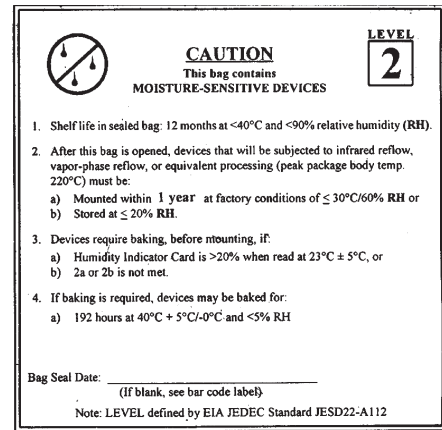 LEVEL
2
CAUTION
This bag contains
MOISTURE-SENSITIVE DEVICES
1. Shelf life in sealed bag: 12 months at <40°C and <90% relative humidity (RH).
2. After this bag is opened, devices that will be subjected to infrared reflow,
vapor-phase reflow, or equivalent processing (peak package body temp.
220°C) must be:
a) Mounted within 1 year at factory conditions of ≤ 30°C/60% RH or
b) Stored at ≤ 20% RH.
3. Devices require baking, before mounting, if:
a) Humidity Indicator Card is >20% when read at 23°C ± 5°C, or
b) 2a or 2b is not met.
4. If baking is required, devices may be baked for:
a) 192 hours at 40°C + 5°C/-0°C and <5% RH
Bag Seal Date:
(If blank, see bar code label)
Note: LEVEL defined by EIA JEDEC Standard JESD22-A112